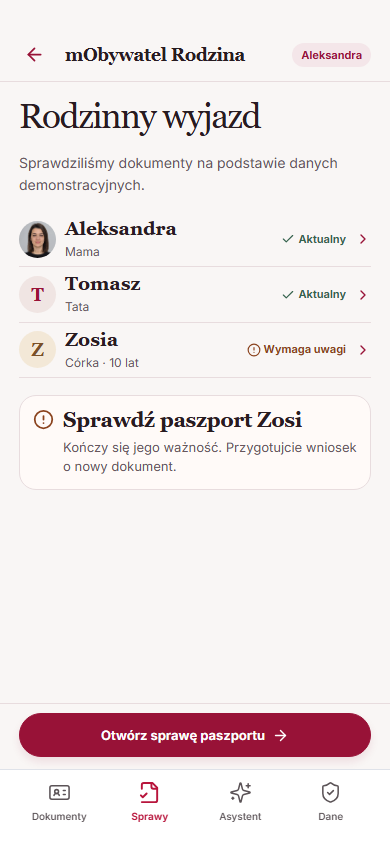 mObywatel Rodzina
Aleksandra
Rodzinny wyjazd
Sprawdziliśmy dokumenty na podstawie danych
demonstracyjnych.
Aleksandra
Mama
Aktualny
T
Tomasz
Tata
Aktualny
Z
Zosia
Córka · 10 lat
Wymaga uwagi
Sprawdź paszport Zosi
Kończy się jego ważność. Przygotujcie wniosek
o nowy dokument.
Otwórz sprawę paszportu
Dokumenty
Sprawy
Asystent
Dane